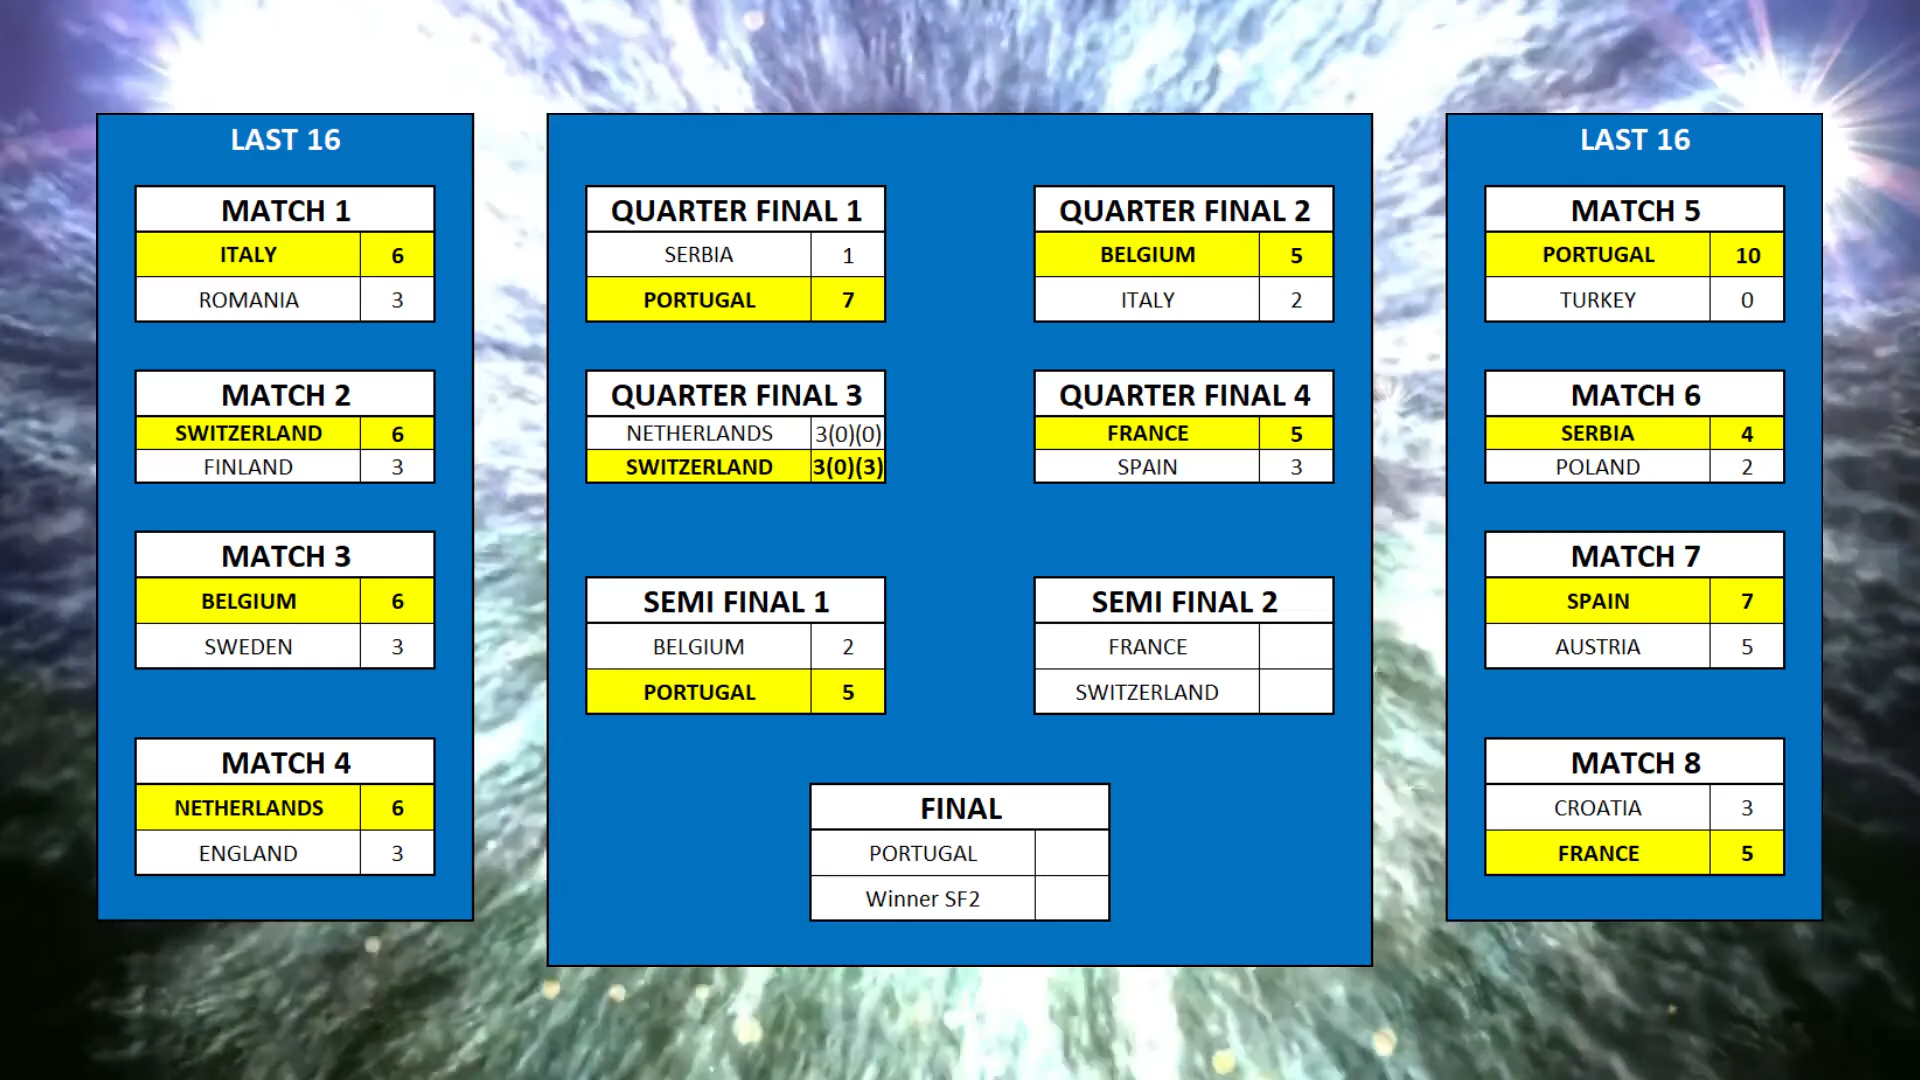 LAST 16
MATCH 1
ITALY 6
ROMANIA 3
MATCH 2
SWITZERLAND 6
FINLAND 3
MATCH 3
BELGIUM 6
SWEDEN 3
MATCH 4
NETHERLANDS 6
ENGLAND 3
QUARTER FINAL 1
SERBIA 1
PORTUGAL 7
QUARTER FINAL 2
BELGIUM 5
ITALY 2
QUARTER FINAL 3
NETHERLANDS 3(0)(0)
SWITZERLAND 3(0)(3)
QUARTER FINAL 4
FRANCE 5
SPAIN 3
SEMI FINAL 1
BELGIUM 2
PORTUGAL 5
SEMI FINAL 2
FRANCE
SWITZERLAND
FINAL
PORTUGAL
Winner SF2
LAST 16
MATCH 5
PORTUGAL 10
TURKEY 0
MATCH 6
SERBIA 4
POLAND 2
MATCH 7
SPAIN 7
AUSTRIA 5
MATCH 8
CROATIA 3
FRANCE 5